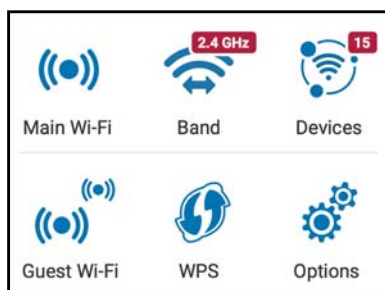 2.4 GHz
15
Main Wi-Fi
Band
Devices
Guest Wi-Fi
WPS
Options